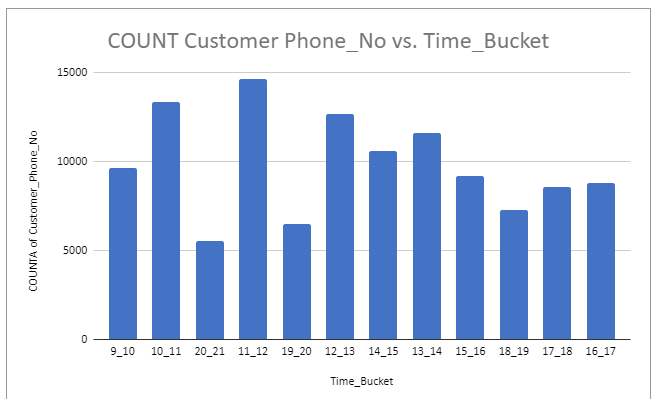 COUNT Customer Phone_No vs. Time_Bucket
COUNTA of Customer_Phone_No
15000
10000
5000
0
9_10 10_11 20_21 11_12 19_20 12_13 14_15 13_14 15_16 18_19 17_18 16_17
Time_Bucket